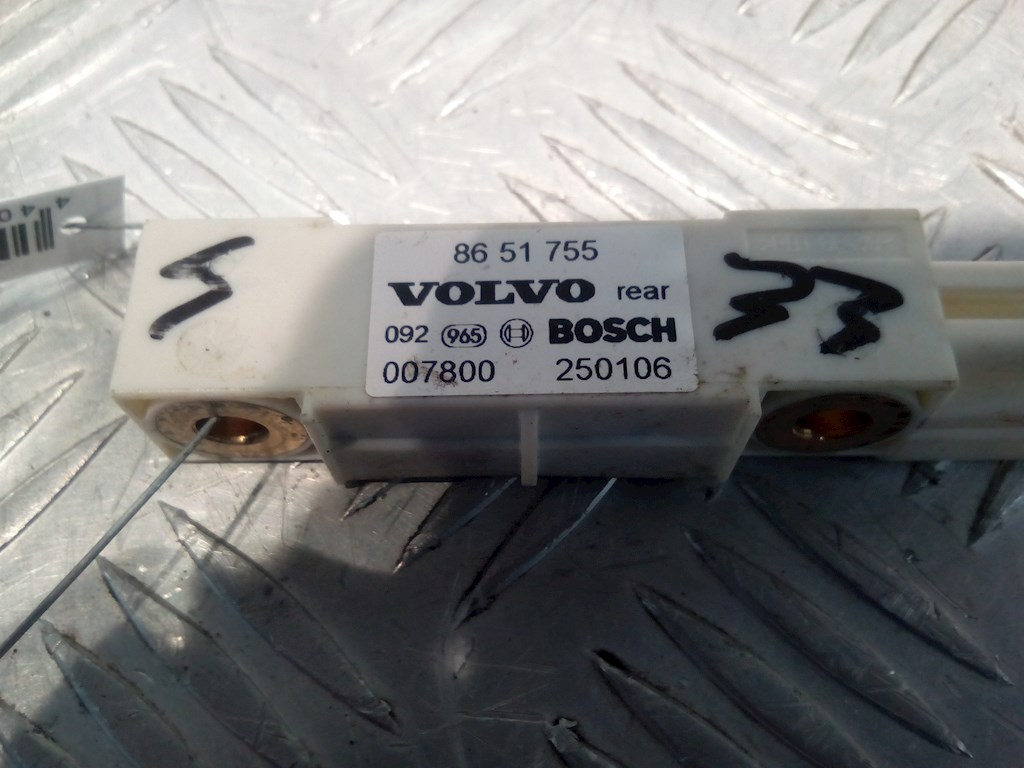 86 51 755
VOLVO rear
092 965 BOSCH
007800 250106